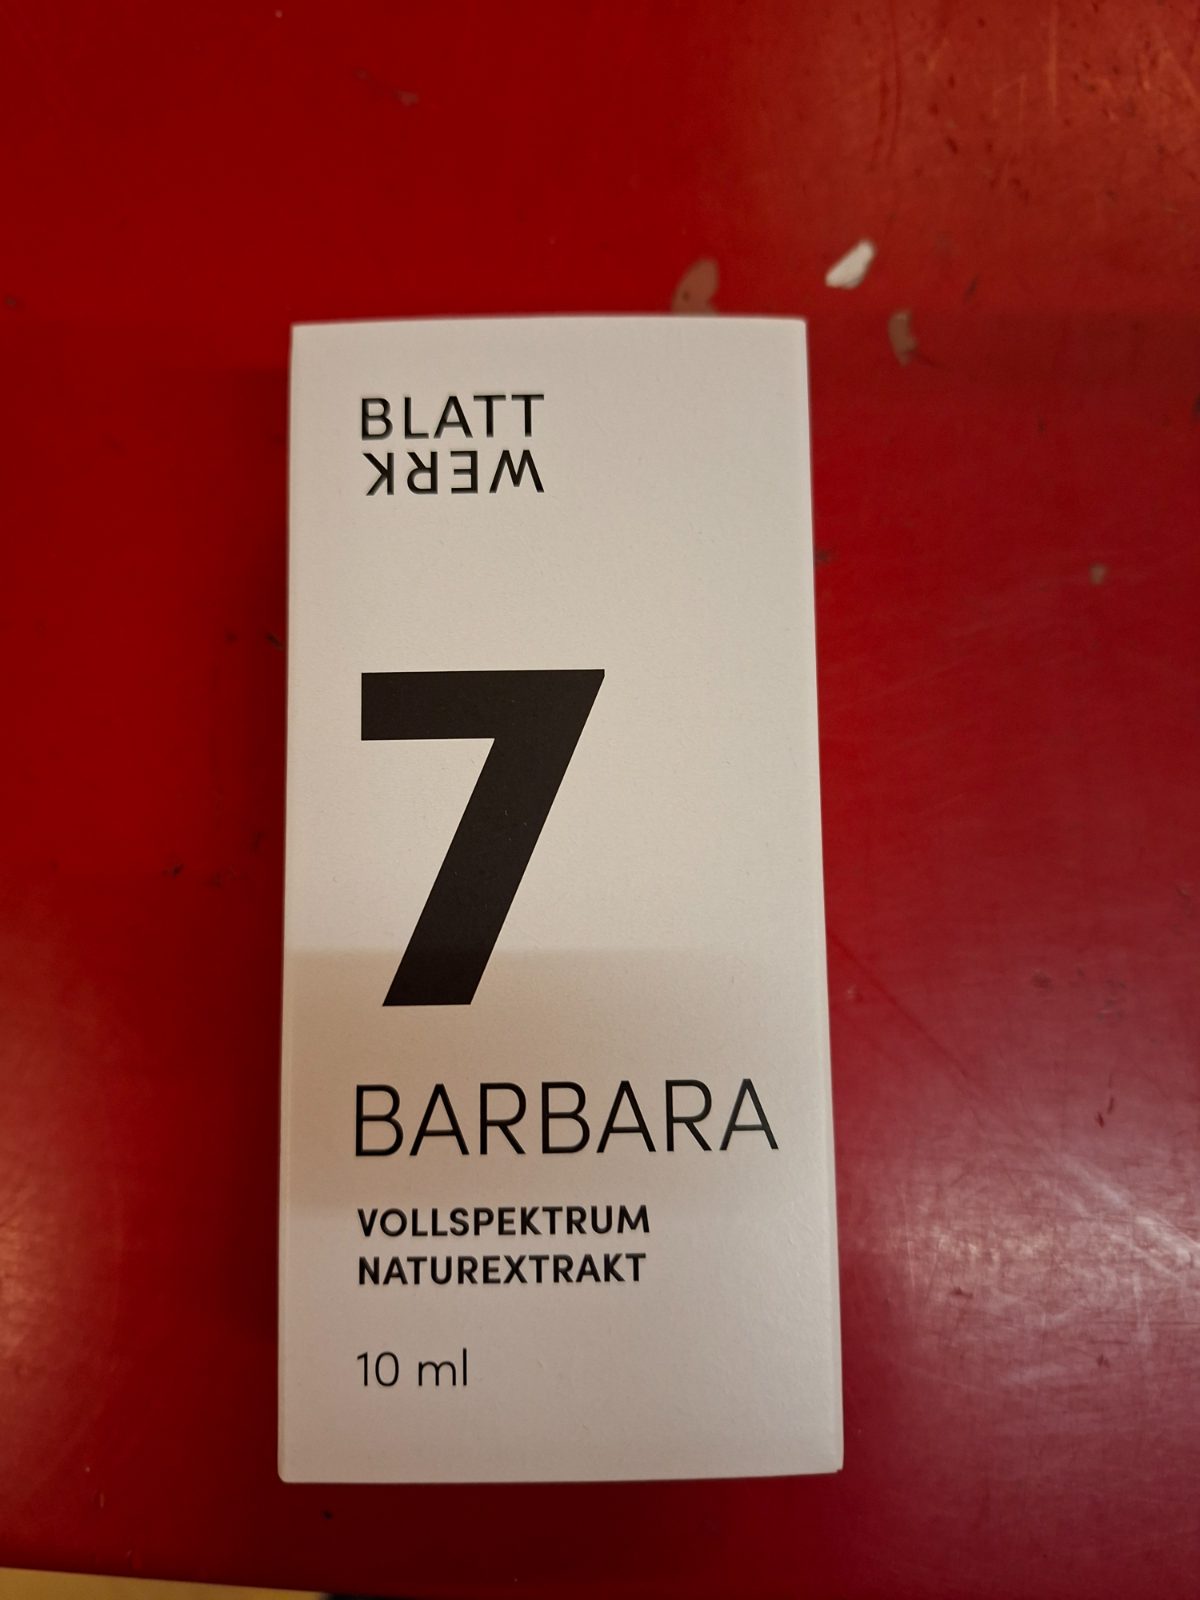 BLATT
WERK
7
BARBARA
VOLLSPEKTRUM
NATUREXTRAKT
10 ml